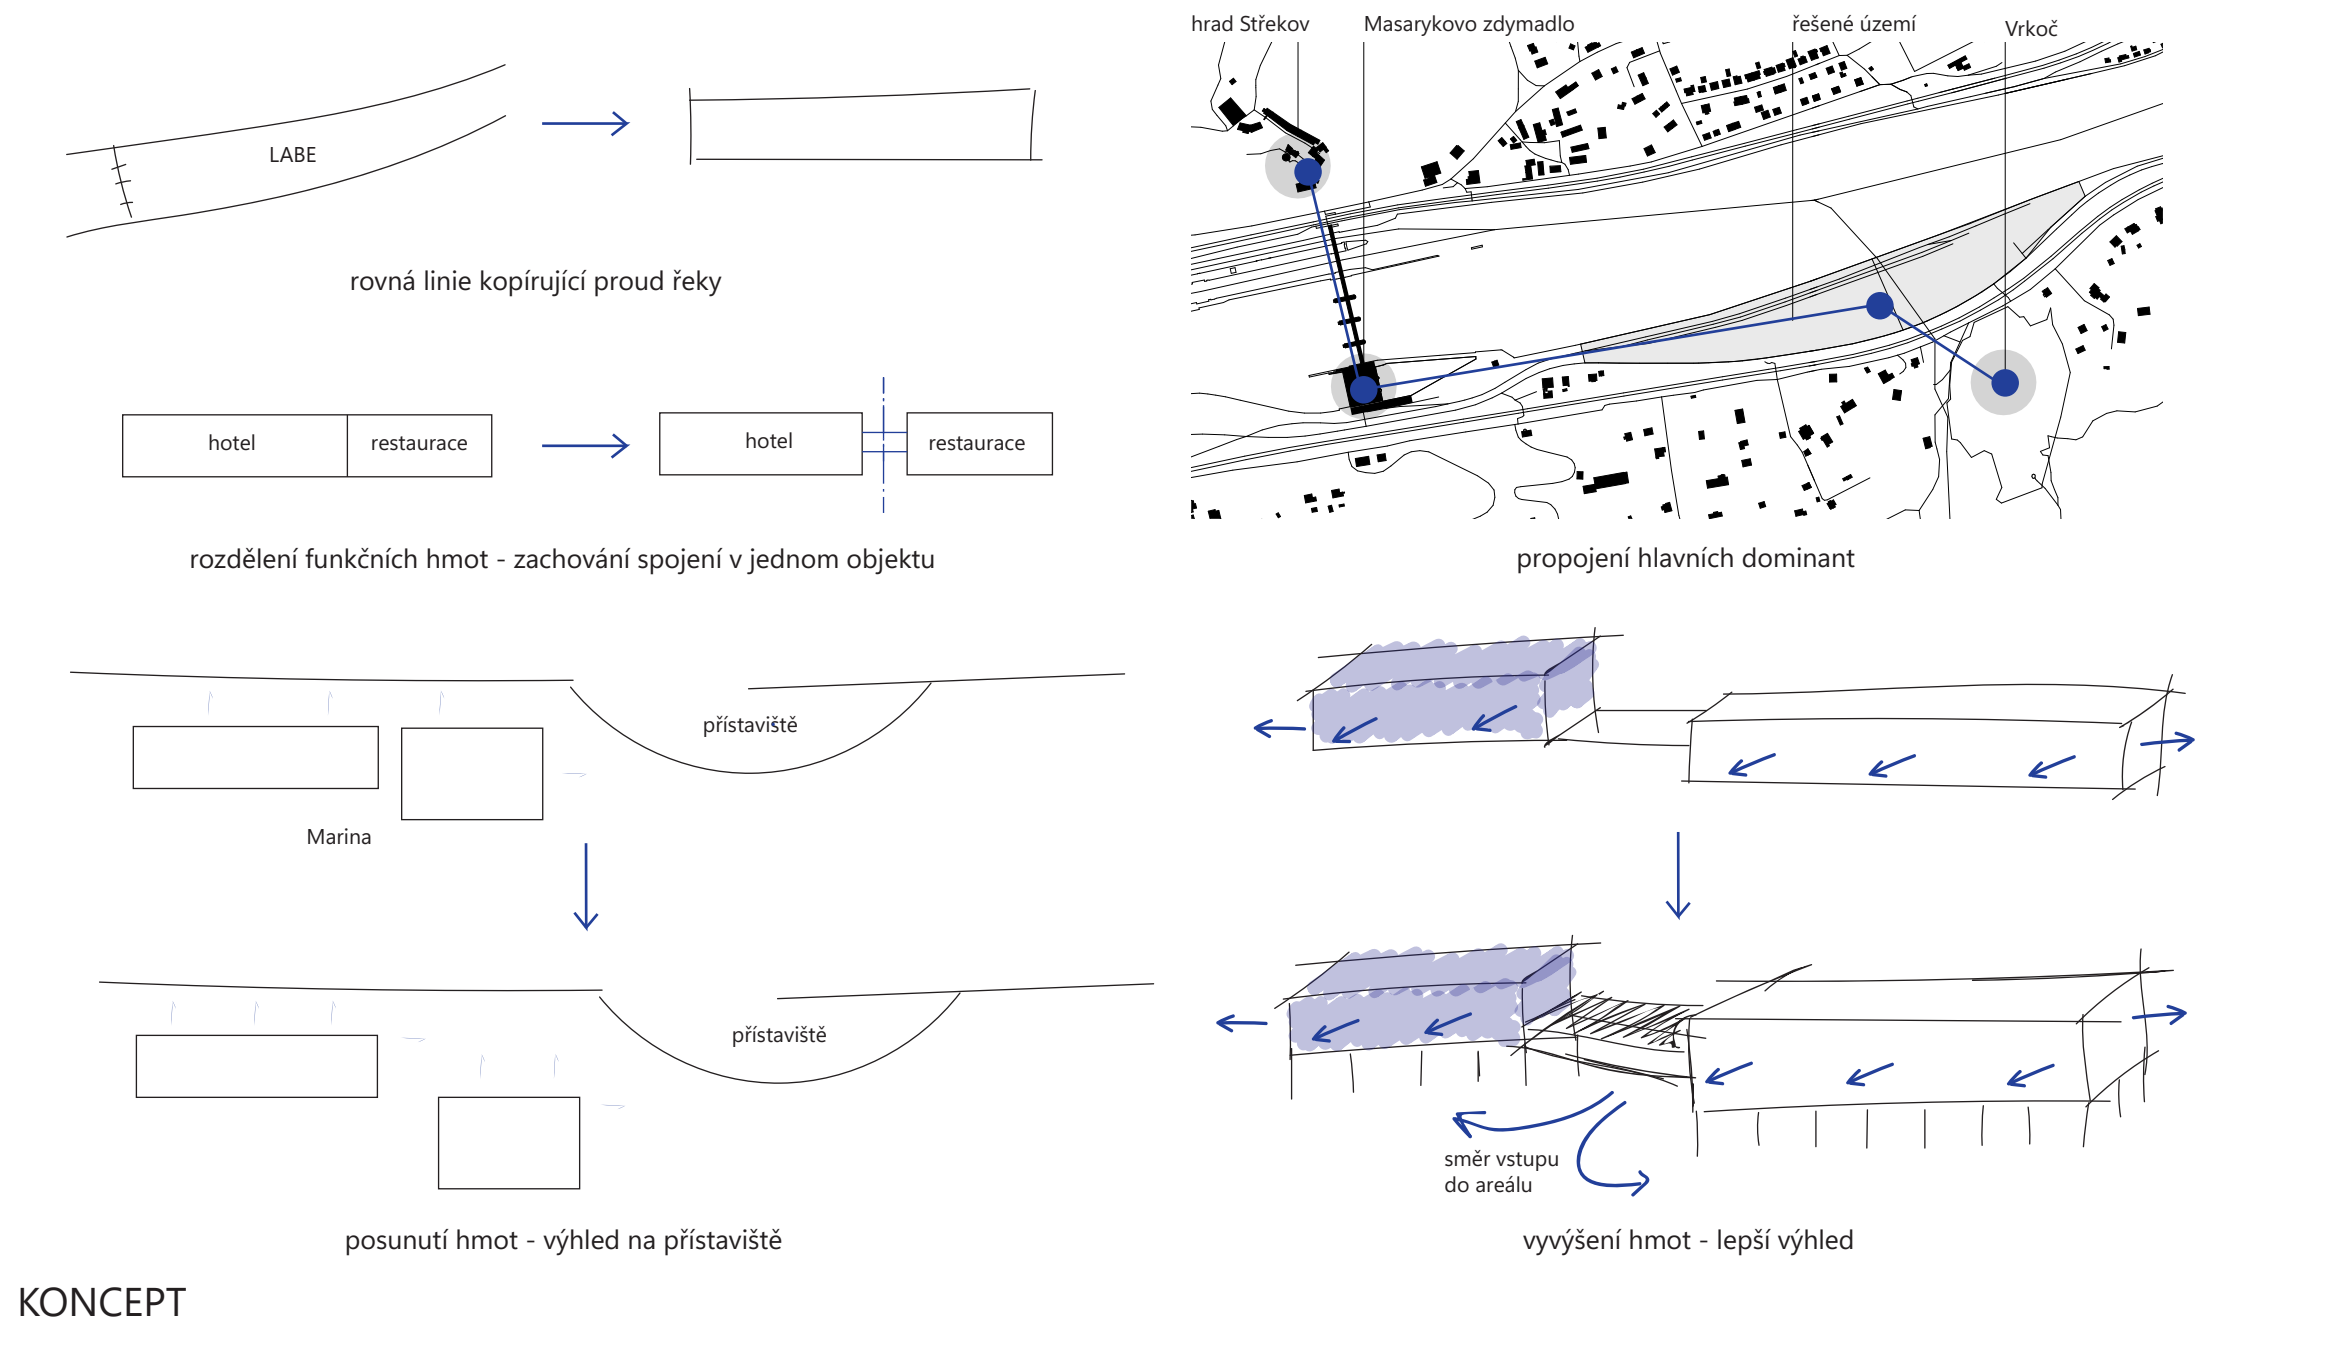 hrad Střekov
Masarykovo zdymadlo
řešené území
Vrkoč
LABE
rovná linie kopírující proud řeky
hotel
restaurace
hotel
restaurace
rozdělení funkčních hmot - zachování spojení v jednom objektu
propojení hlavních dominant
přístaviště
Marina
přístaviště
posunutí hmot - výhled na přístaviště
směr vstupu
do areálu
vyvýšení hmot - lepší výhled
KONCEPT